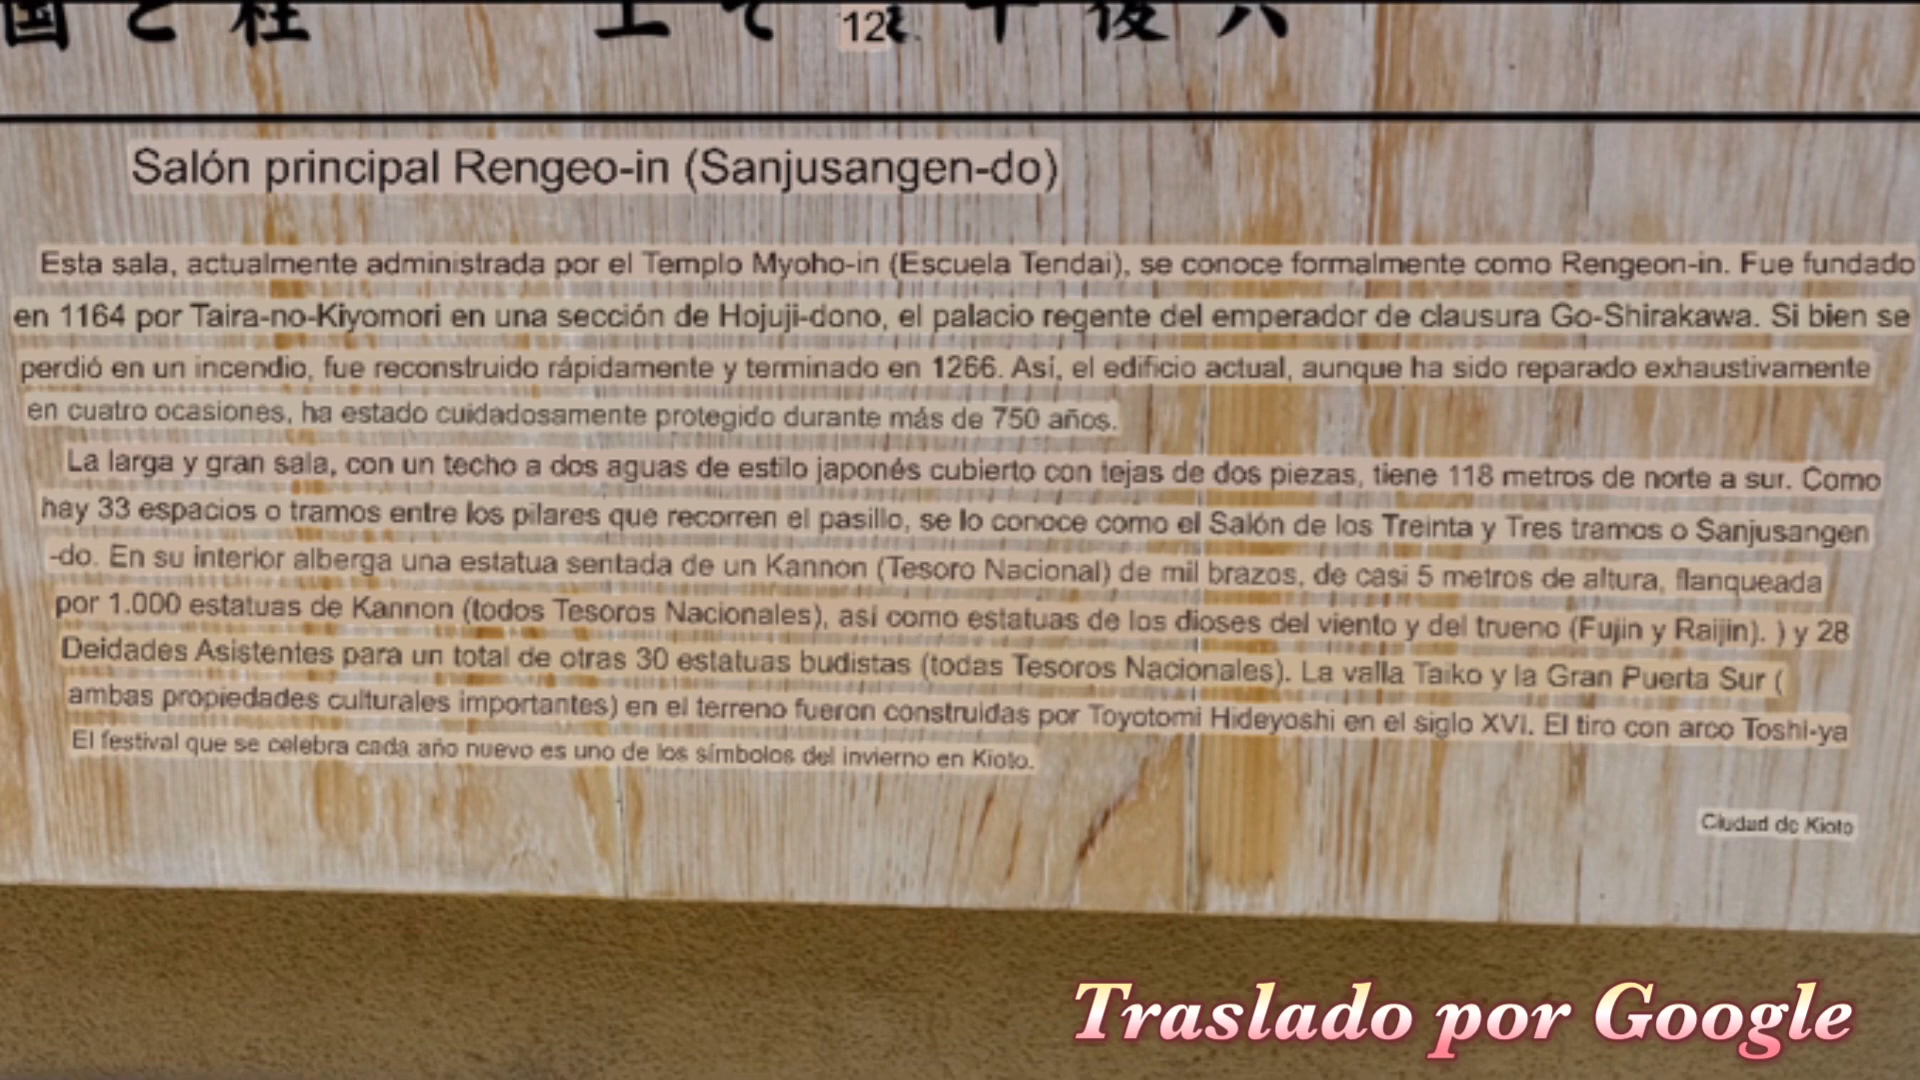 国 と 柱 上 て 12 十 後 六
Salón principal Rengeo-in (Sanjusangen-do)
Esta sala, actualmente administrada por el Templo Myoho-in (Escuela Tendai), se conoce formalmente como Rengeon-in. Fue fundado
en 1164 por Taira-no-Kiyomori en una sección de Hojuji-dono, el palacio regente del emperador de clausura Go-Shirakawa. Si bien se
perdió en un incendio, fue reconstruido rápidamente y terminado en 1266. Así, el edificio actual, aunque ha sido reparado exhaustivamente
en cuatro ocasiones, ha estado cuidadosamente protegido durante más de 750 años.
La larga y gran sala, con un techo a dos aguas de estilo japonés cubierto con tejas de dos piezas, tiene 118 metros de norte a sur. Como
hay 33 espacios o tramos entre los pilares que recorren el pasillo, se lo conoce como el Salón de los Treinta y Tres tramos o Sanjusangen
-do. En su interior alberga una estatua sentada de un Kannon (Tesoro Nacional) de mil brazos, de casi 5 metros de altura, flanqueada
por 1.000 estatuas de Kannon (todos Tesoros Nacionales), así como estatuas de los dioses del viento y del trueno (Fujin y Raijin). ) y 28
Deidades Asistentes para un total de otras 30 estatuas budistas (todas Tesoros Nacionales). La valla Taiko y la Gran Puerta Sur (
ambas propiedades culturales importantes) en el terreno fueron construidas por Toyotomi Hideyoshi en el siglo XVI. El tiro con arco Toshi-ya
El festival que se celebra cada año nuevo es uno de los símbolos del invierno en Kioto.
Ciudad de Kioto
Traslado por Google